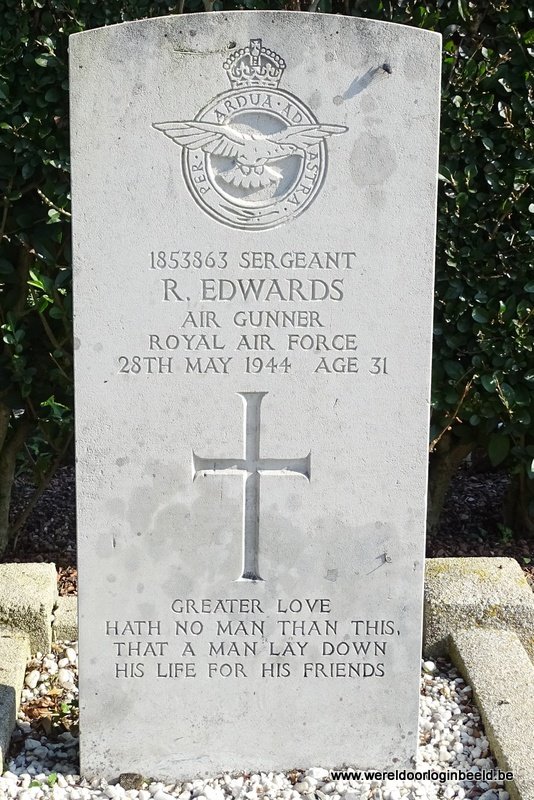 PER · ARDUA · AD ASTRA
1853863 SERGEANT
R. EDWARDS
AIR GUNNER
ROYAL AIR FORCE
28TH MAY 1944 AGE 31
GREATER LOVE
HATH NO MAN THAN THIS,
THAT A MAN LAY DOWN
HIS LIFE FOR HIS FRIENDS
www.wereldoorloginbeeld.be